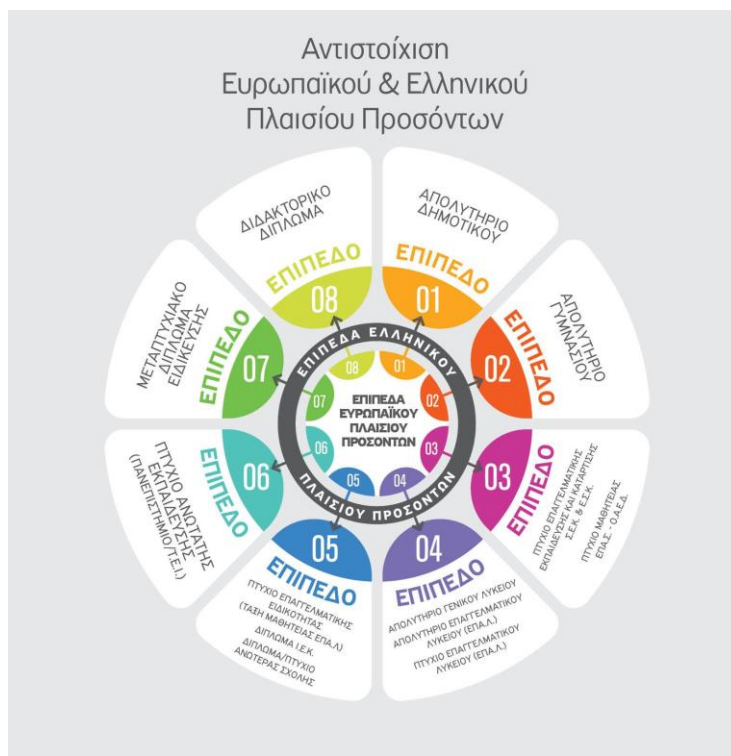 Αντιστοίχιση
Ευρωπαϊκού & Ελληνικού
Πλαισίου Προσόντων
ΑΠΟΛΥΤΗΡΙΟ
ΔΗΜΟΤΙΚΟΥ
ΕΠΙΠΕΔΟ
01
ΑΠΟΛΥΤΗΡΙΟ
ΓΥΜΝΑΣΙΟΥ
ΕΠΙΠΕΔΟ
02
ΕΠΙΠΕΔΟ
03
ΠΤΥΧΙΟ ΕΠΑΓΓΕΛΜΑΤΙΚΗΣ
ΕΚΠΑΙΔΕΥΣΗΣ ΚΑΙ ΚΑΤΑΡΤΙΣΗΣ
Σ.Ε.Κ. & Ε.Σ.Κ.
ΠΤΥΧΙΟ ΜΑΘΗΤΕΙΑΣ
ΕΠΑ.Σ. - Ο.Α.Ε.Δ.
04
ΕΠΙΠΕΔΟ
ΑΠΟΛΥΤΗΡΙΟ ΓΕΝΙΚΟΥ ΛΥΚΕΙΟΥ
ΑΠΟΛΥΤΗΡΙΟ ΕΠΑΓΓΕΛΜΑΤΙΚΟΥ
ΛΥΚΕΙΟΥ (ΕΠΑ.Λ.)
ΠΤΥΧΙΟ ΕΠΑΓΓΕΛΜΑΤΙΚΟΥ
ΛΥΚΕΙΟΥ (ΕΠΑ.Λ.)
05
ΕΠΙΠΕΔΟ
ΠΤΥΧΙΟ ΕΠΑΓΓΕΛΜΑΤΙΚΗΣ
ΕΙΔΙΚΟΤΗΤΑΣ
(ΤΑΞΗ ΜΑΘΗΤΕΙΑΣ ΕΠΑ.Λ)
ΔΙΠΛΩΜΑ Ι.Ε.Κ.
ΔΙΠΛΩΜΑ/ΠΤΥΧΙΟ
ΑΝΩΤΕΡΑΣ ΣΧΟΛΗΣ
06
ΕΠΙΠΕΔΟ
ΠΤΥΧΙΟ ΑΝΩΤΑΤΗΣ
ΕΚΠΑΙΔΕΥΣΗΣ
(ΠΑΝΕΠΙΣΤΗΜΙΟ/Τ.Ε.Ι.)
ΜΕΤΑΠΤΥΧΙΑΚΟ
ΔΙΠΛΩΜΑ
ΕΙΔΙΚΕΥΣΗΣ
ΕΠΙΠΕΔΟ
07
ΔΙΔΑΚΤΟΡΙΚΟ
ΔΙΠΛΩΜΑ
ΕΠΙΠΕΔΟ
08
ΕΠΙΠΕΔΑ ΕΛΛΗΝΙΚΟΥ
ΠΛΑΙΣΙΟΥ ΠΡΟΣΟΝΤΩΝ
01
02
03
04
05
06
07
08
ΕΠΙΠΕΔΑ
ΕΥΡΩΠΑΪΚΟΥ
ΠΛΑΙΣΙΟΥ
ΠΡΟΣΟΝΤΩΝ